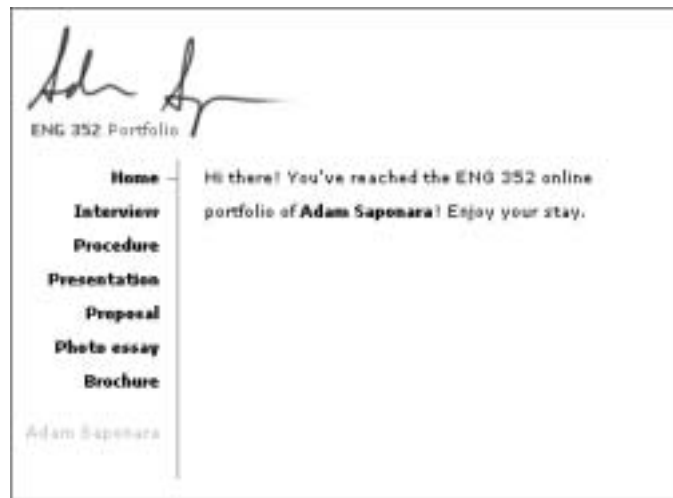 ENG 352 Portfolio
Home
Interview
Procedure
Presentation
Proposal
Photo essay
Brochure
Adam Saponara
Hi there! You've reached the ENG 352 online
portfolio of Adam Saponara! Enjoy your stay.